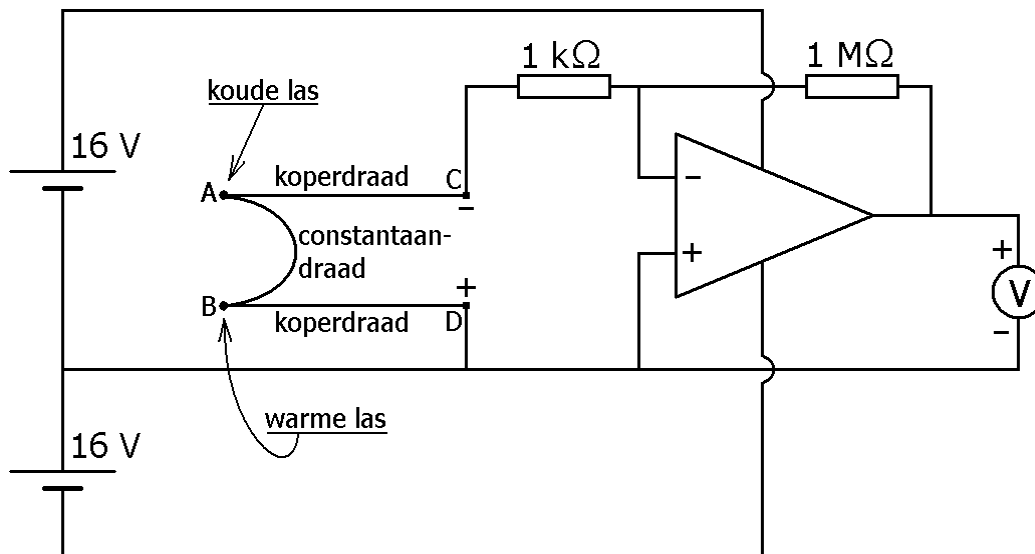 1 kΩ
1 MΩ
koude las
16 V
A
koperdraad
C
−
−
constantaan-
draad
+
+
+
B
koperdraad
D
V
−
warme las
16 V